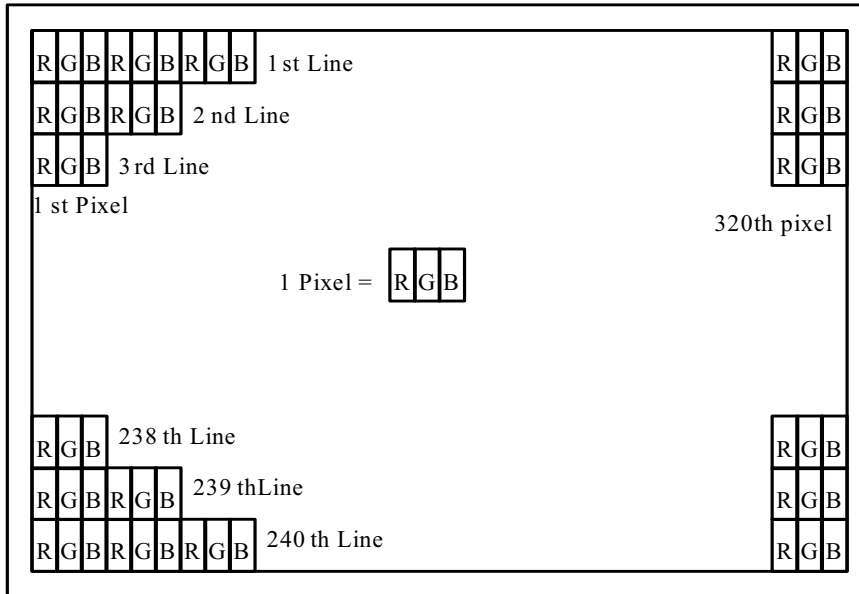 R G B R G B R G B 1 st Line R G B
R G B R G B 2 nd Line R G B
R G B 3 rd Line R G B
1 st Pixel
320th pixel
1 Pixel = R G B
R G B 238 th Line R G B
R G B R G B 239 thLine R G B
R G B R G B R G B 240 th Line R G B